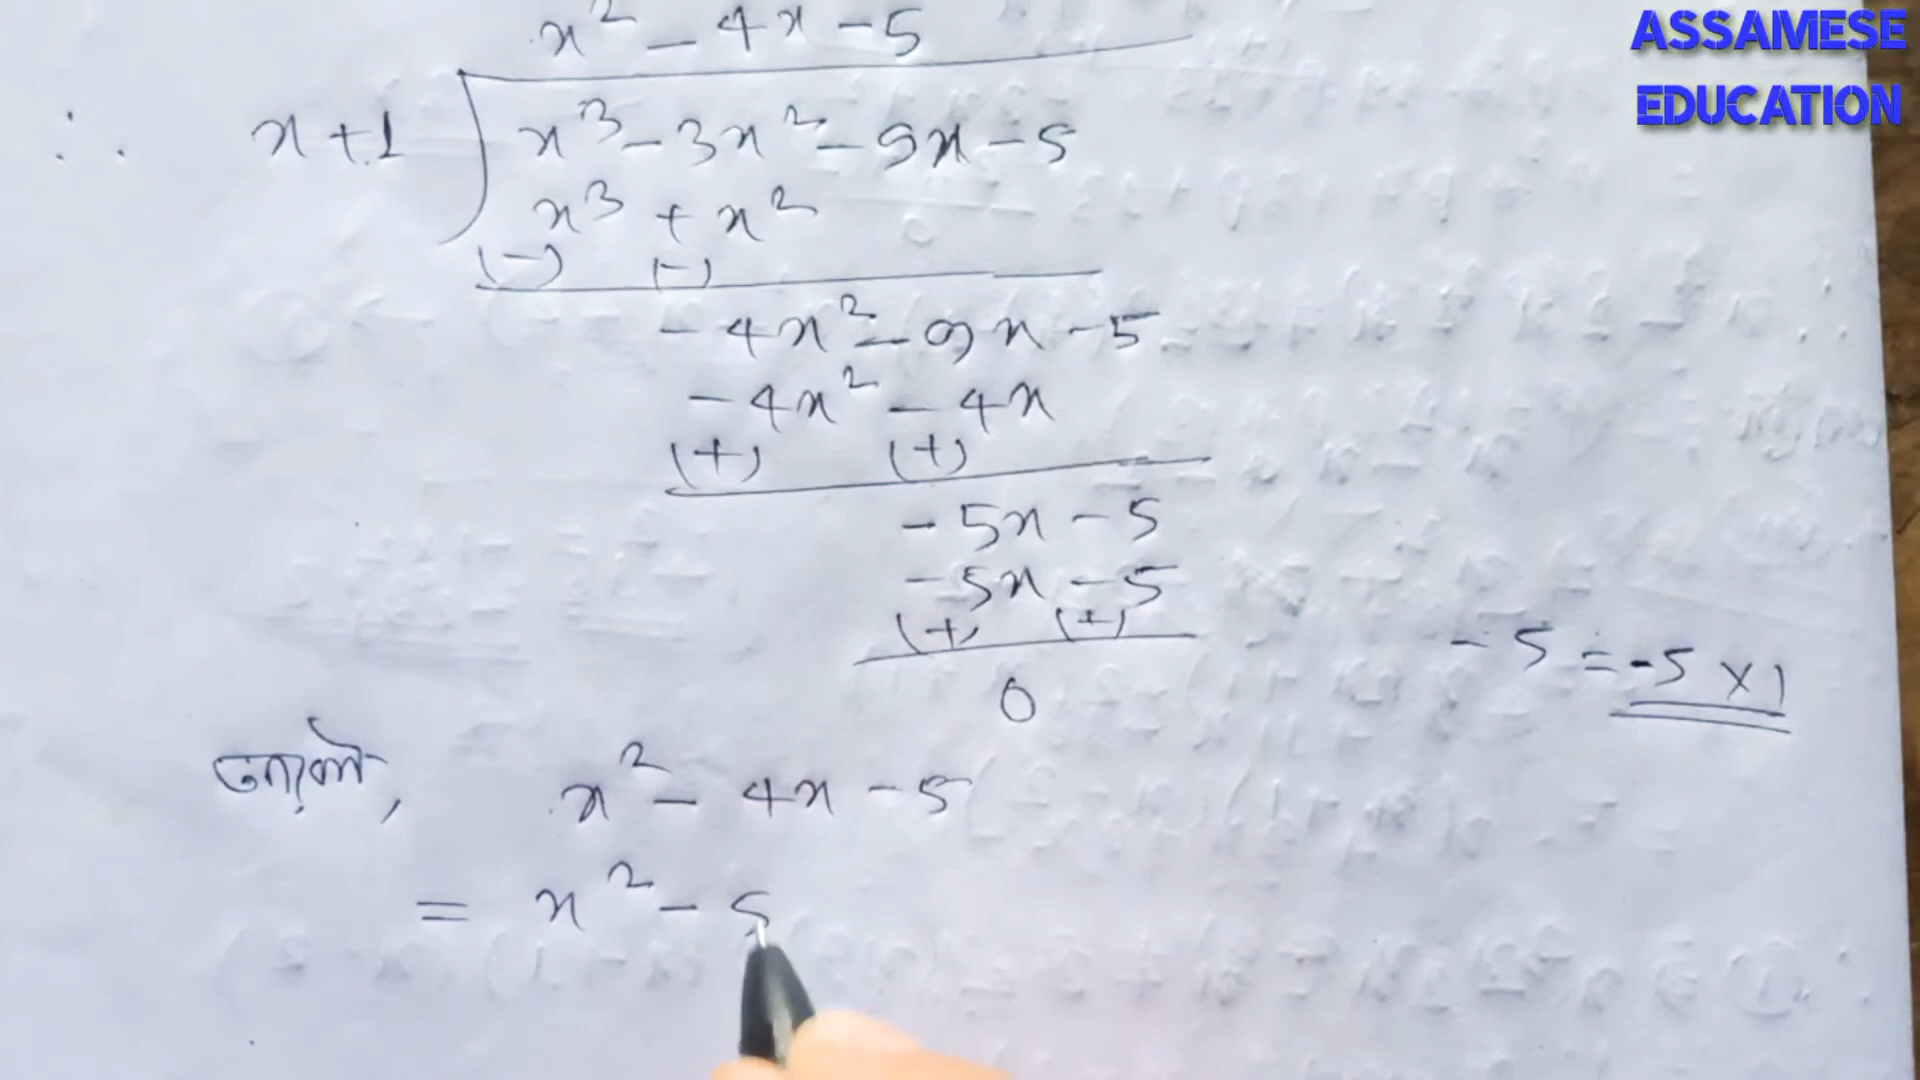 ASSAMESE
EDUCATION
x² - 4x - 5
∴ x + 1 ) x³ - 3x² - 9x - 5
x³ + x²
(-) (-)
- 4x² - 9x - 5
- 4x² - 4x
(+) (+)
- 5x - 5
- 5x - 5
(+) (+)
0
- 5 = -5 × 1
x² - 4x - 5
= x² - 5